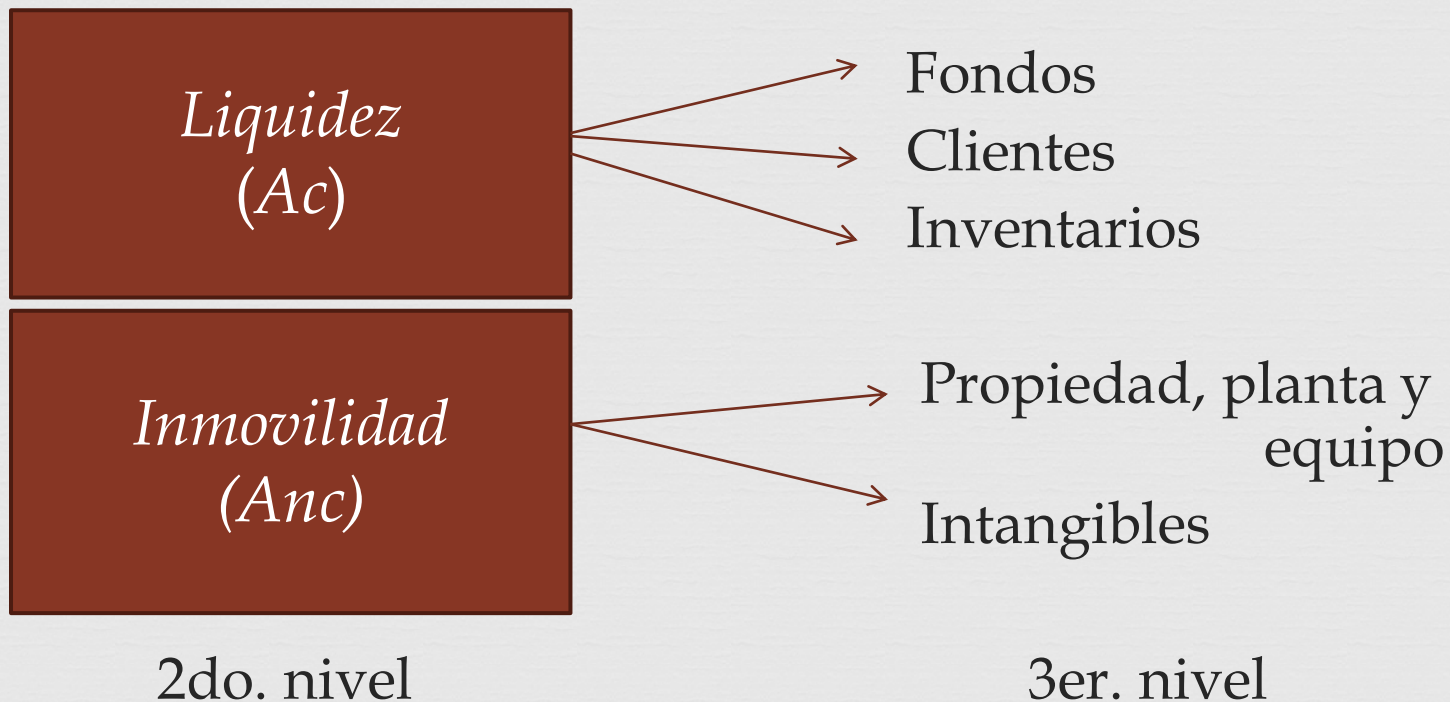 Liquidez
(Ac)
Fondos
Clientes
Inventarios
Inmovilidad
(Anc)
Propiedad, planta y
equipo
Intangibles
2do. nivel
3er. nivel